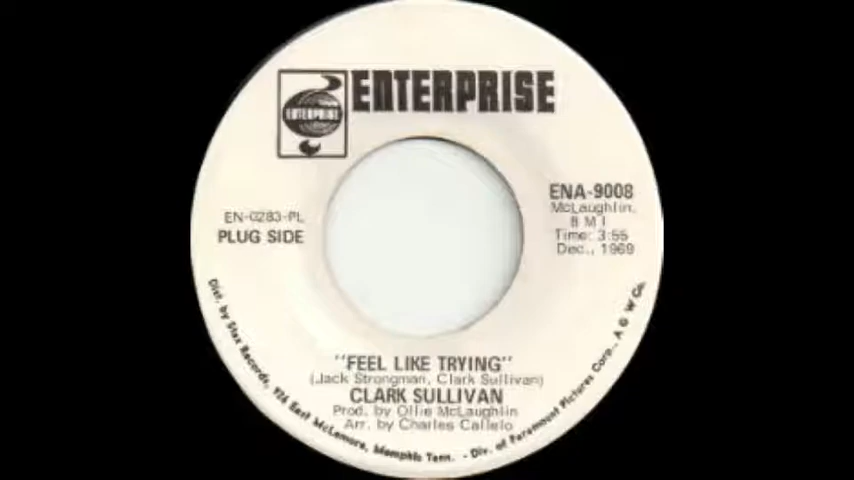 ENTERPRISE
ENTERPRISE
ENA-9008
McLaughlin,
B M I
Time: 3:55
Dec., 1969
EN-0283-PL
PLUG SIDE
"FEEL LIKE TRYING"
(Jack Strongman, Clark Sullivan)
CLARK SULLIVAN
Prod. by Ollie McLaughlin
Arr. by Charles Callelo
Dist. by Stax Records, 926 East McLemore, Memphis Tenn. - Div. of Paramount Pictures Corp., A G W Co.